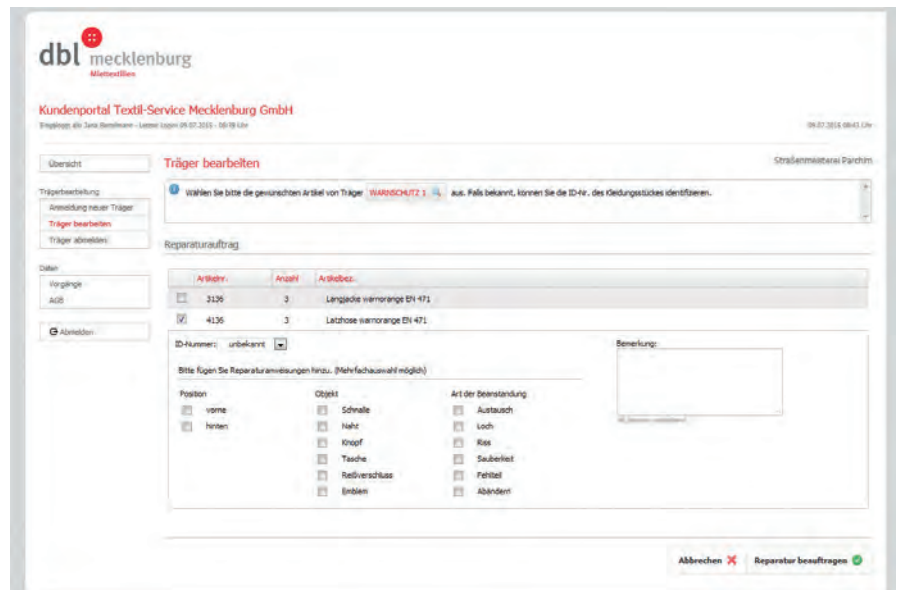 dbl mecklenburg
Miettextilien
Kundenportal Textil-Service Mecklenburg GmbH
Übersicht
Trägerbearbeitung
Anmeldung neuer Träger
Träger bearbeiten
Träger abmelden
Daten
Vorgänge
AGB
Abmelden
Träger bearbeiten
Straßenmeisterei Parchim
Wählen Sie bitte die gewünschten Artikel von Träger WARNSCHUTZ 1 aus. Falls bekannt, können Sie die ID-Nr. des Kleidungsstückes identifizieren.
Reparaturauftrag
Artikelnr. Anzahl Artikelbez.
3136 3 Langjacke warnorange EN 471
4136 3 Latzhose warnorange EN 471
ID-Nummer: unbekannt
Bemerkung:
Bitte fügen Sie Reparaturanweisungen hinzu. (Mehrfachauswahl möglich)
Position Objekt Art der Beanstandung
vorne Schnalle Austausch
hinten Naht Loch
Knopf Riss
Tasche Sauberkeit
Reißverschluss Fehlteil
Emblem Abändern
Abbrechen Reparatur beauftragen